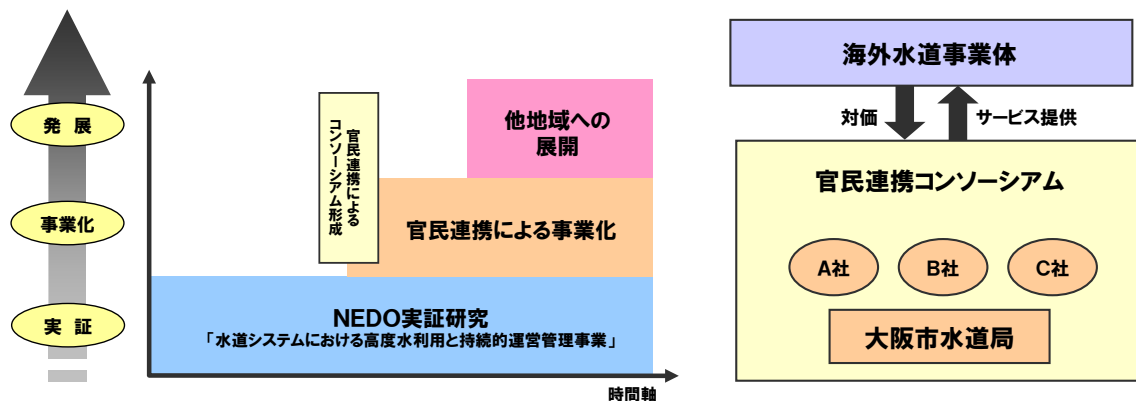 発 展
事業化
実 証
官民連携による
コンソーシアム形成
他地域への
展開
官民連携による事業化
NEDO実証研究
「水道システムにおける高度水利用と持続的運営管理事業」
時間軸
海外水道事業体
対価
サービス提供
官民連携コンソーシアム
A社
B社
C社
大阪市水道局